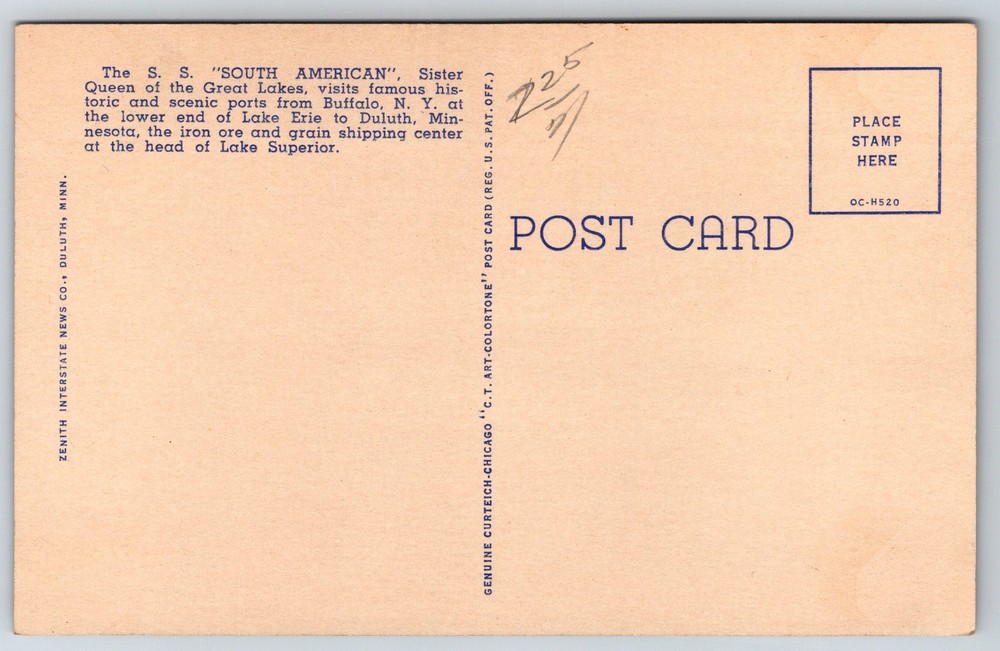 The S. S. "SOUTH AMERICAN", Sister
Queen of the Great Lakes, visits famous his-
toric and scenic ports from Buffalo, N. Y. at
the lower end of Lake Erie to Duluth, Min-
nesota, the iron ore and grain shipping center
at the head of Lake Superior.
ZENITH INTERSTATE NEWS CO., DULUTH, MINN.
GENUINE CURTEICH-CHICAGO "C.T. ART-COLORTONE" POST CARD (REG. U.S. PAT. OFF.)
225
POST CARD
PLACE
STAMP
HERE
OC-H520